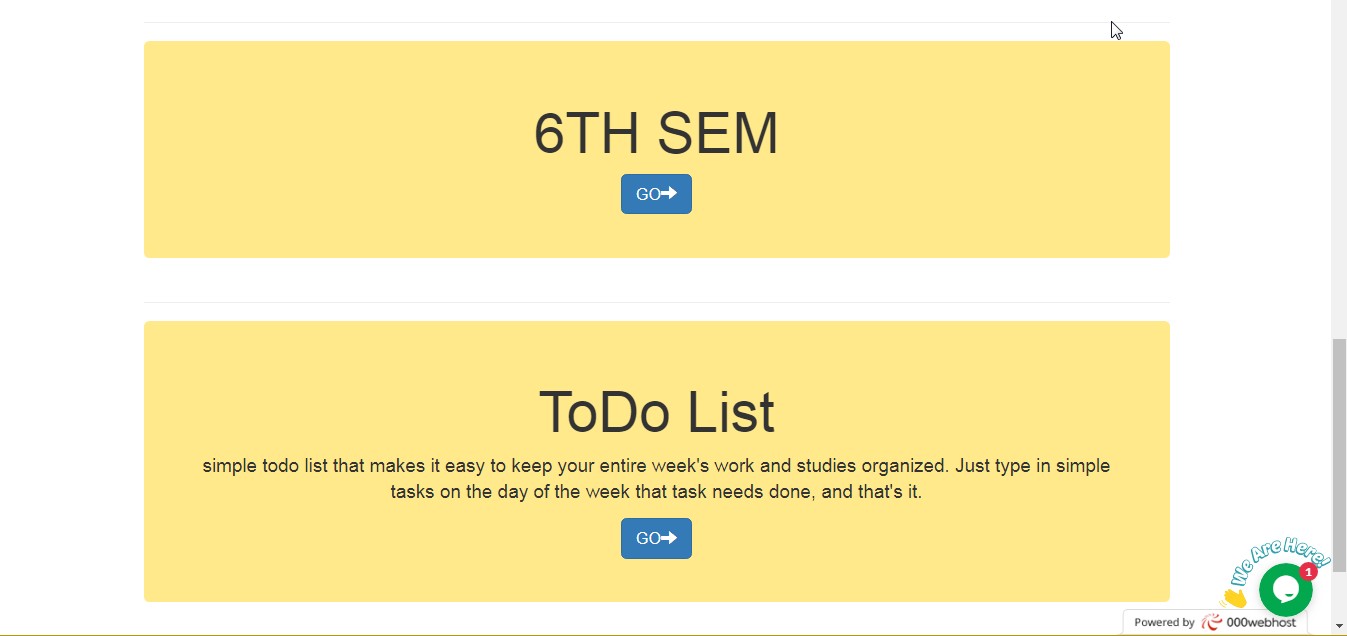 6TH SEM
GO
ToDo List
simple todo list that makes it easy to keep your entire week's work and studies organized. Just type in simple
tasks on the day of the week that task needs done, and that's it.
GO
We Are Here!
1
Powered by 000webhost